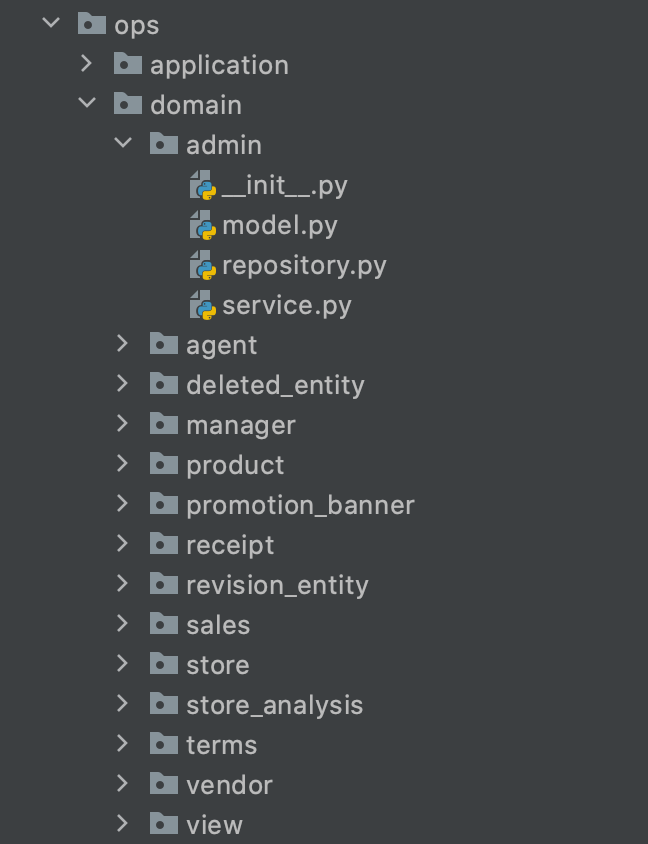 ops
application
domain
admin
__init__.py
model.py
repository.py
service.py
agent
deleted_entity
manager
product
promotion_banner
receipt
revision_entity
sales
store
store_analysis
terms
vendor
view